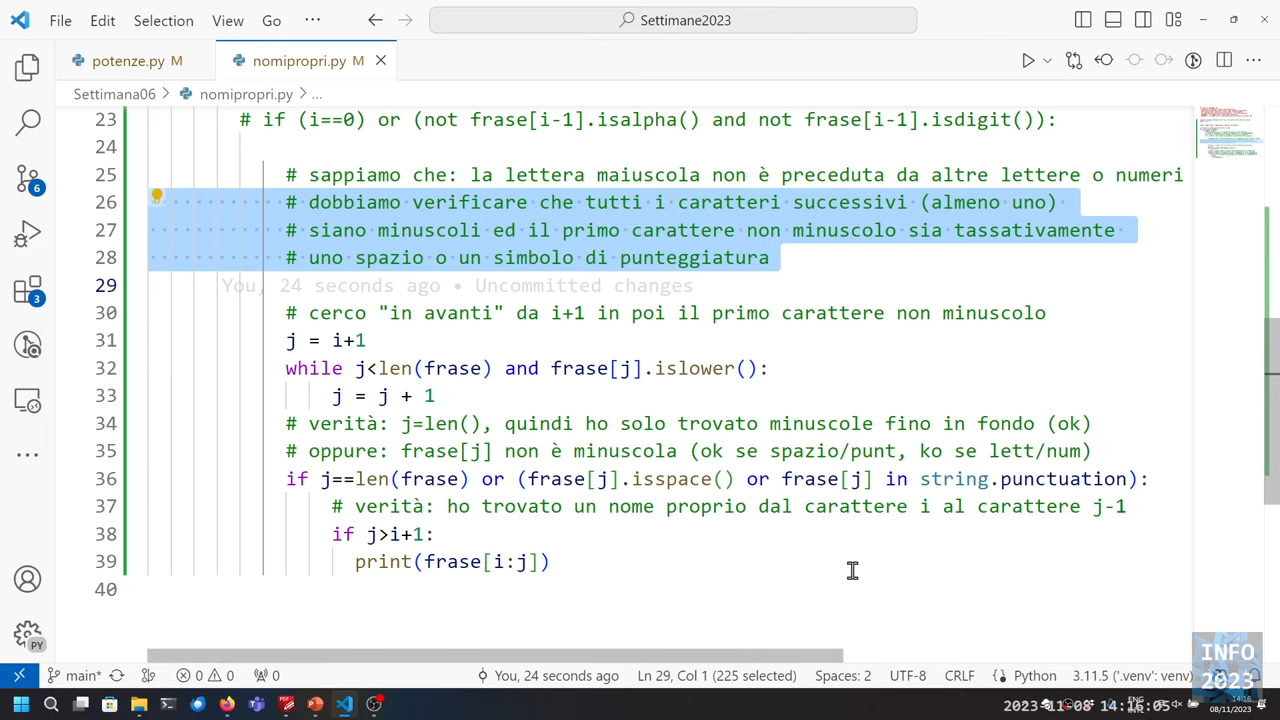 File Edit Selection View Go ··· Settimane2023
potenze.py M nomipropri.py M
Settimana06 > nomipropri.py > ...
23 # if (i==0) or (not frase[i-1].isalpha() and not frase[i-1].isdigit()):
24
25 # sappiamo che: la lettera maiuscola non è preceduta da altre lettere o numeri
26 # dobbiamo verificare che tutti i caratteri successivi (almeno uno)
27 # siano minuscoli ed il primo carattere non minuscolo sia tassativamente
28 # uno spazio o un simbolo di punteggiatura
29 You, 24 seconds ago • Uncommitted changes
30 # cerco "in avanti" da i+1 in poi il primo carattere non minuscolo
31 j = i+1
32 while j<len(frase) and frase[j].islower():
33 j = j + 1
34 # verità: j=len(), quindi ho solo trovato minuscole fino in fondo (ok)
35 # oppure: frase[j] non è minuscola (ok se spazio/punt, ko se lett/num)
36 if j==len(frase) or (frase[j].isspace() or frase[j] in string.punctuation):
37 # verità: ho trovato un nome proprio dal carattere i al carattere j-1
38 if j>i+1:
39 print(frase[i:j])
40
6
3
PY
INFO
2023
main* 0 0 0 You, 24 seconds ago Ln 29, Col 1 (225 selected) Spaces: 2 UTF-8 CRLF {} Python 3.11.5 ('.venv': venv)
ENG 14:16
2023-11-08 14:16:05
08/11/2023